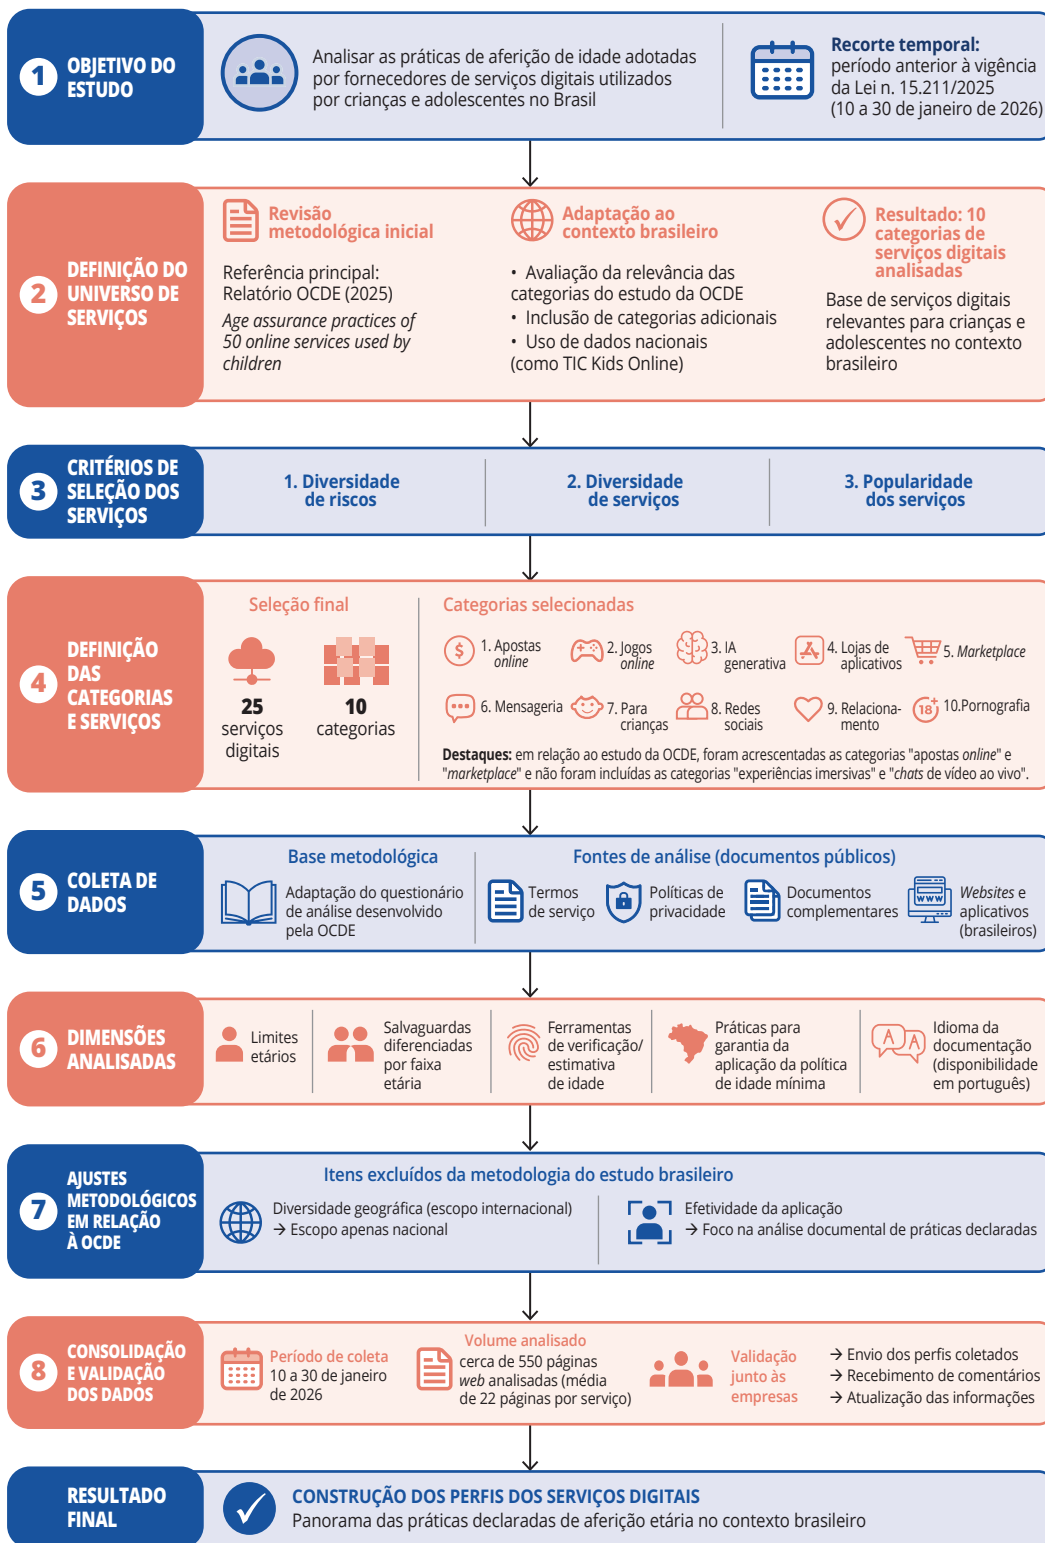 1
OBJETIVO DO
ESTUDO
Analisar as práticas de aferição de idade adotadas
por fornecedores de serviços digitais utilizados
por crianças e adolescentes no Brasil
Recorte temporal:
período anterior à vigência
da Lei n. 15.211/2025
(10 a 30 de janeiro de 2026)
2
DEFINIÇÃO DO
UNIVERSO DE
SERVIÇOS
Revisão
metodológica inicial
Referência principal:
Relatório OCDE (2025)
Age assurance practices of
50 online services used by
children
Adaptação ao
contexto brasileiro
• Avaliação da relevância das
categorias do estudo da OCDE
• Inclusão de categorias adicionais
• Uso de dados nacionais
(como TIC Kids Online)
Resultado: 10
categorias de
serviços digitais
analisadas
Base de serviços digitais
relevantes para crianças e
adolescentes no contexto
brasileiro
3
CRITÉRIOS DE
SELEÇÃO DOS
SERVIÇOS
1. Diversidade
de riscos
2. Diversidade
de serviços
3. Popularidade
dos serviços
4
DEFINIÇÃO
DAS
CATEGORIAS
E SERVIÇOS
Seleção final
25
serviços
digitais
10
categorias
Categorias selecionadas
$
1. Apostas
online
2. Jogos
online
3. IA
generativa
4. Lojas de
aplicativos
5. Marketplace
6. Mensageria
7. Para
crianças
8. Redes
sociais
9. Relaciona-
mento
18+
10.Pornografia
Destaques: em relação ao estudo da OCDE, foram acrescentadas as categorias "apostas online" e
"marketplace" e não foram incluídas as categorias "experiências imersivas" e "chats de vídeo ao vivo".
5
COLETA DE
DADOS
Base metodológica
Adaptação do questionário
de análise desenvolvido
pela OCDE
Fontes de análise (documentos públicos)
Termos
de serviço
Políticas de
privacidade
Documentos
complementares
www
Websites e
aplicativos
(brasileiros)
6
DIMENSÕES
ANALISADAS
Limites
etários
Salvaguardas
diferenciadas
por faixa
etária
Ferramentas
de verificação/
estimativa
de idade
Práticas para
garantia da
aplicação da política
de idade mínima
A A
Idioma da
documentação
(disponibilidade
em português)
7
AJUSTES
METODOLÓGICOS
EM RELAÇÃO
À OCDE
Itens excluídos da metodologia do estudo brasileiro
Diversidade geográfica (escopo internacional)
→ Escopo apenas nacional
Efetividade da aplicação
→ Foco na análise documental de práticas declaradas
8
CONSOLIDAÇÃO
E VALIDAÇÃO
DOS DADOS
Período de coleta
10 a 30 de janeiro
de 2026
Volume analisado
cerca de 550 páginas
web analisadas (média
de 22 páginas por serviço)
Validação
junto às
empresas
→ Envio dos perfis coletados
→ Recebimento de comentários
→ Atualização das informações
RESULTADO
FINAL
CONSTRUÇÃO DOS PERFIS DOS SERVIÇOS DIGITAIS
Panorama das práticas declaradas de aferição etária no contexto brasileiro